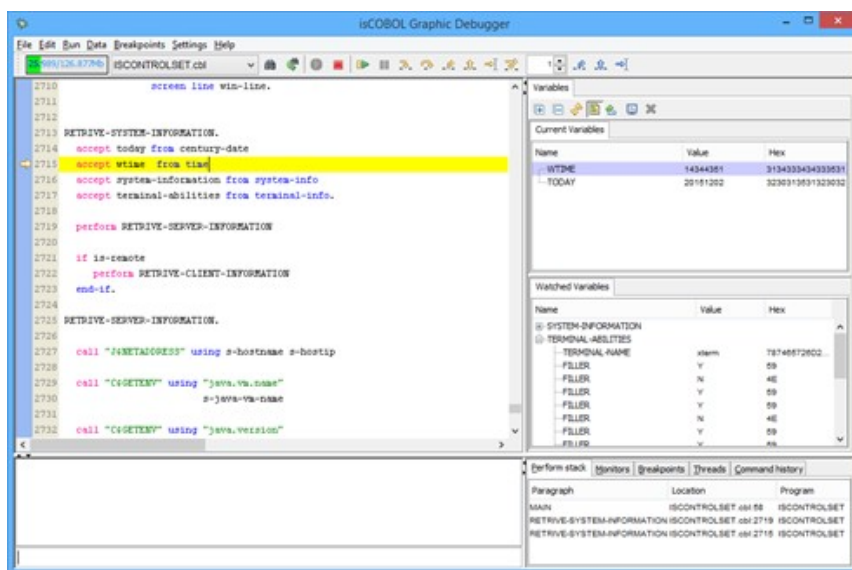 isCOBOL Graphic Debugger
File Edit Run Data Breakpoints Settings Help
ISCONTROLSET.cbl 1
2710 screen line win-line.
2711
2712
2713 RETRIVE-SYSTEM-INFORMATION.
2714 accept today from century-date
2715 accept wtime from time
2716 accept system-information from system-info
2717 accept terminal-abilities from terminal-info.
2718
2719 perform RETRIVE-SERVER-INFORMATION
2720
2721 if is-remote
2722 perform RETRIVE-CLIENT-INFORMATION
2723 end-if.
2724
2725 RETRIVE-SERVER-INFORMATION.
2726
2727 call "J$NETADDRESS" using s-hostname s-hostip
2728
2729 call "C$GETENV" using "java.vm.name"
2730 s-java-vm-name
2731
2732 call "C$GETENV" using "java.version"
Variables
Current Variables
Name Value Hex
WTIME 14344351 3134333434333531
TODAY 20151202 3230313531323032
Watched Variables
Name Value Hex
SYSTEM-INFORMATION
TERMINAL-ABILITIES
TERMINAL-NAME xterm
FILLER Y 59
FILLER N 4E
FILLER Y 59
FILLER Y 59
FILLER N 4E
FILLER Y 59
FILLER Y 59
Perform stack Monitors Breakpoints Threads Command history
Paragraph Location Program
MAIN ISCONTROLSET.cbl:58 ISCONTROLSET
RETRIVE-SYSTEM-INFORMATION ISCONTROLSET.cbl:2719 ISCONTROLSET
RETRIVE-SYSTEM-INFORMATION ISCONTROLSET.cbl:2715 ISCONTROLSET